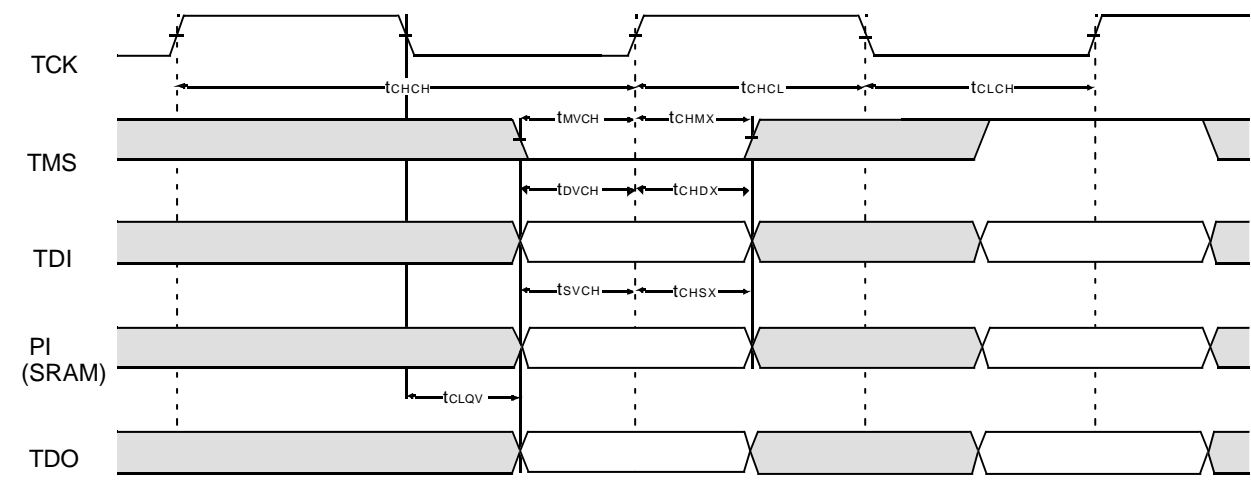 TCK
tCHCH
tCHCL
tCLCH
tMVCH
tCHMX
TMS
tDVCH
tCHDX
TDI
tSVCH
tCHSX
PI
(SRAM)
tCLQV
TDO